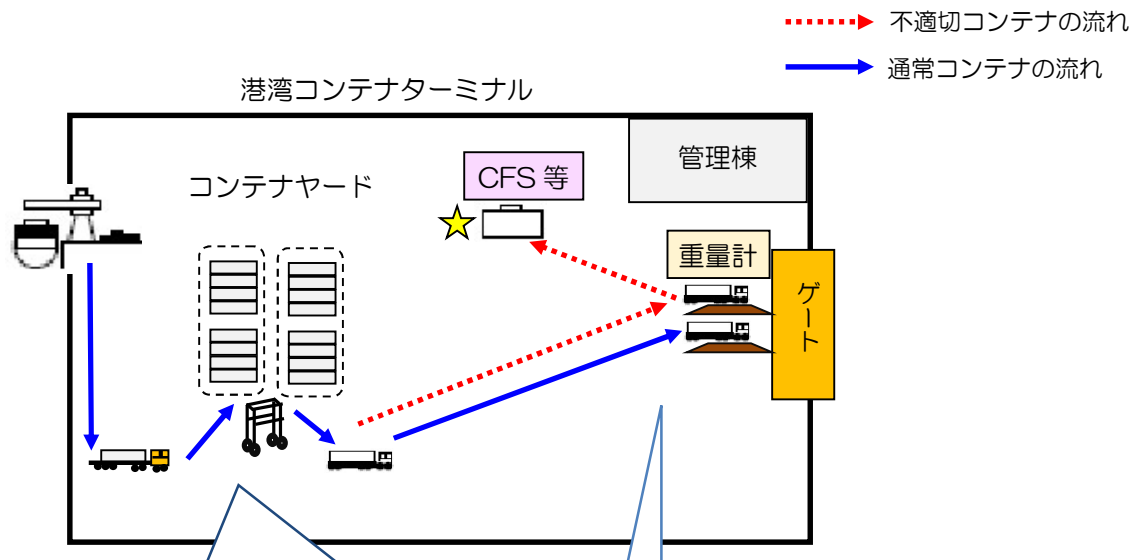 不適切コンテナの流れ
通常コンテナの流れ
港湾コンテナターミナル
管理棟
CFS 等
コンテナヤード
重量計
ゲート